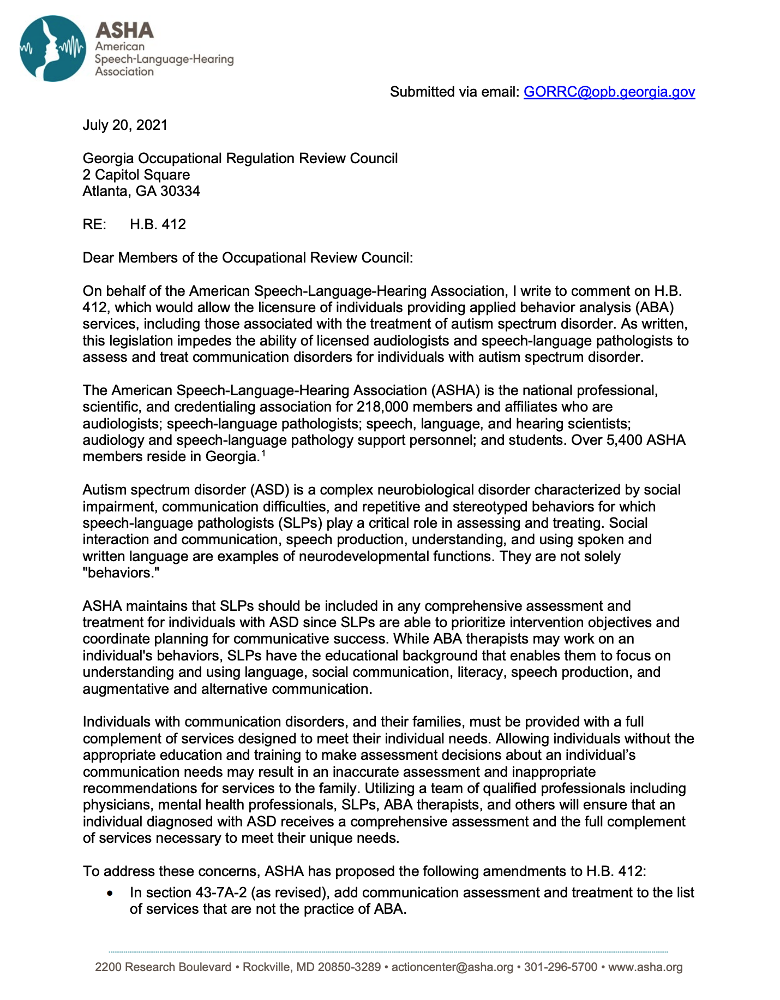 ASHA
American
Speech-Language-Hearing
Association
Submitted via email: GORRC@opb.georgia.gov
July 20, 2021
Georgia Occupational Regulation Review Council
2 Capitol Square
Atlanta, GA 30334
RE: H.B. 412
Dear Members of the Occupational Review Council:
On behalf of the American Speech-Language-Hearing Association, I write to comment on H.B.
412, which would allow the licensure of individuals providing applied behavior analysis (ABA)
services, including those associated with the treatment of autism spectrum disorder. As written,
this legislation impedes the ability of licensed audiologists and speech-language pathologists to
assess and treat communication disorders for individuals with autism spectrum disorder.
The American Speech-Language-Hearing Association (ASHA) is the national professional,
scientific, and credentialing association for 218,000 members and affiliates who are
audiologists; speech-language pathologists; speech, language, and hearing scientists;
audiology and speech-language pathology support personnel; and students. Over 5,400 ASHA
members reside in Georgia.1
Autism spectrum disorder (ASD) is a complex neurobiological disorder characterized by social
impairment, communication difficulties, and repetitive and stereotyped behaviors for which
speech-language pathologists (SLPs) play a critical role in assessing and treating. Social
interaction and communication, speech production, understanding, and using spoken and
written language are examples of neurodevelopmental functions. They are not solely
"behaviors."
ASHA maintains that SLPs should be included in any comprehensive assessment and
treatment for individuals with ASD since SLPs are able to prioritize intervention objectives and
coordinate planning for communicative success. While ABA therapists may work on an
individual's behaviors, SLPs have the educational background that enables them to focus on
understanding and using language, social communication, literacy, speech production, and
augmentative and alternative communication.
Individuals with communication disorders, and their families, must be provided with a full
complement of services designed to meet their individual needs. Allowing individuals without the
appropriate education and training to make assessment decisions about an individual’s
communication needs may result in an inaccurate assessment and inappropriate
recommendations for services to the family. Utilizing a team of qualified professionals including
physicians, mental health professionals, SLPs, ABA therapists, and others will ensure that an
individual diagnosed with ASD receives a comprehensive assessment and the full complement
of services necessary to meet their unique needs.
To address these concerns, ASHA has proposed the following amendments to H.B. 412:
• In section 43-7A-2 (as revised), add communication assessment and treatment to the list
of services that are not the practice of ABA.
2200 Research Boulevard • Rockville, MD 20850-3289 • actioncenter@asha.org • 301-296-5700 • www.asha.org